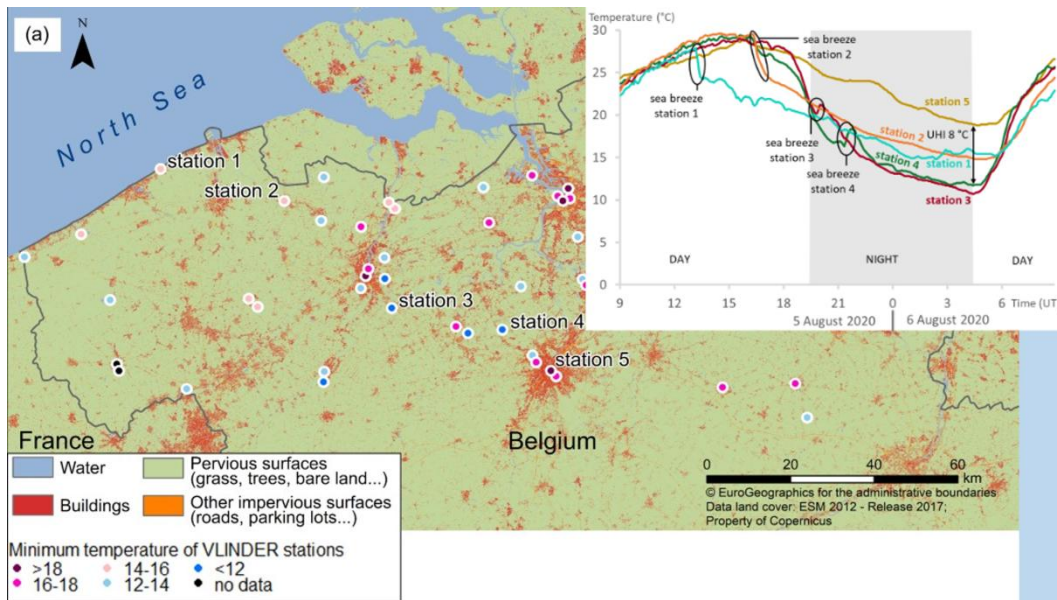 (a)
N
North Sea
station 1
station 2
station 3
station 4
station 5
France
Belgium
Temperature (°C)
30
25
20
15
10
5
0
sea breeze
station 2
sea breeze
station 1
sea breeze
station 3
sea breeze
station 4
station 5
UHI 8 °C
station 2
station 1
station 4
station 3
DAY
NIGHT
DAY
9 12 15 18 21 0 3 6 Time (UT
5 August 2020 6 August 2020
0 20 40 60
km
© EuroGeographics for the administrative boundaries
Data land cover: ESM 2012 - Release 2017;
Property of Copernicus
Water
Pervious surfaces
(grass, trees, bare land...)
Buildings
Other impervious surfaces
(roads, parking lots...)
Minimum temperature of VLINDER stations
>18 14-16 <12
16-18 12-14 no data